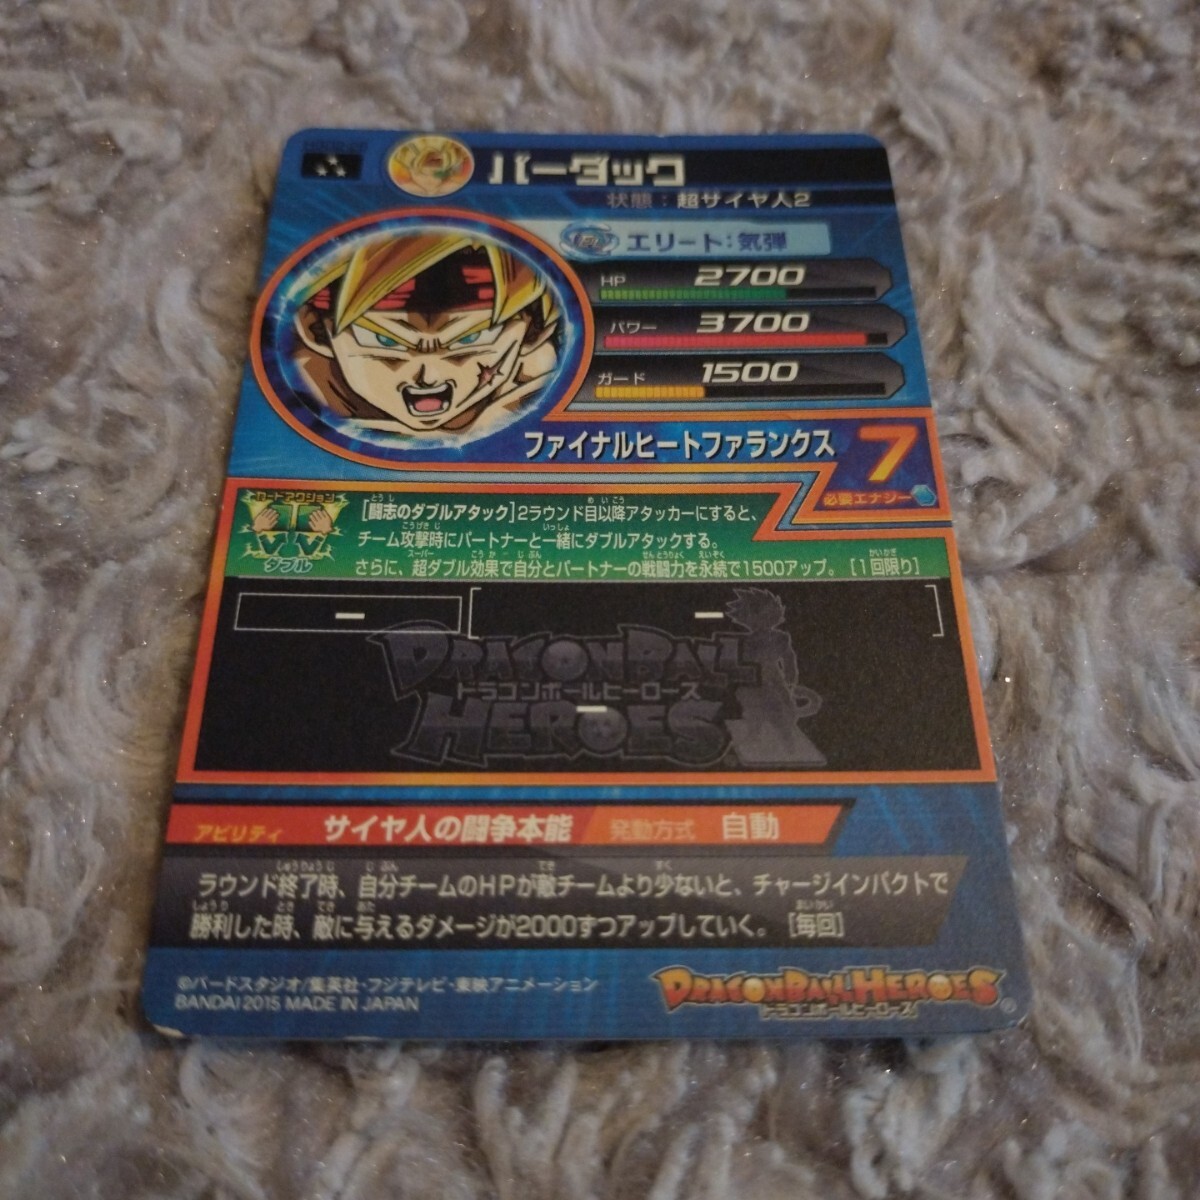 バーダック
状態:超サイヤ人2
エリート:気弾
HP 2700
パワー 3700
ガード 1500
ファイナルヒートファランクス
7
必要エナジー
カードアクション
ダブル
[闘志のダブルアタック]2ラウンド目以降アタッカーにすると、
チーム攻撃時にパートナーと一緒にダブルアタックする。
さらに、超ダブル効果で自分とパートナーの戦闘力を永続で1500アップ。[1回限り]
DRAGONBALL
ドラゴンボールヒーローズ
HEROES
アビリティ サイヤ人の闘争本能 発動方式 自動
ラウンド終了時、自分チームのHPが敵チームより少ないと、チャージインパクトで
勝利した時、敵に与えるダメージが2000ずつアップしていく。[毎回]
©バードスタジオ/集英社・フジテレビ・東映アニメーション
BANDAI 2015 MADE IN JAPAN
DRAGONBALL HEROES
ドラゴンボールヒーローズ